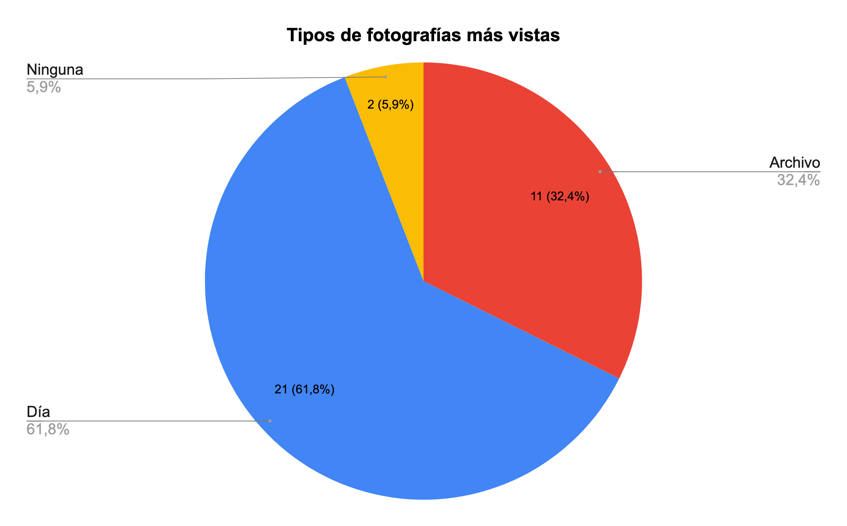 Tipos de fotografías más vistas
Ninguna
5,9%
2 (5,9%)
Archivo
32,4%
11 (32,4%)
21 (61,8%)
Día
61,8%